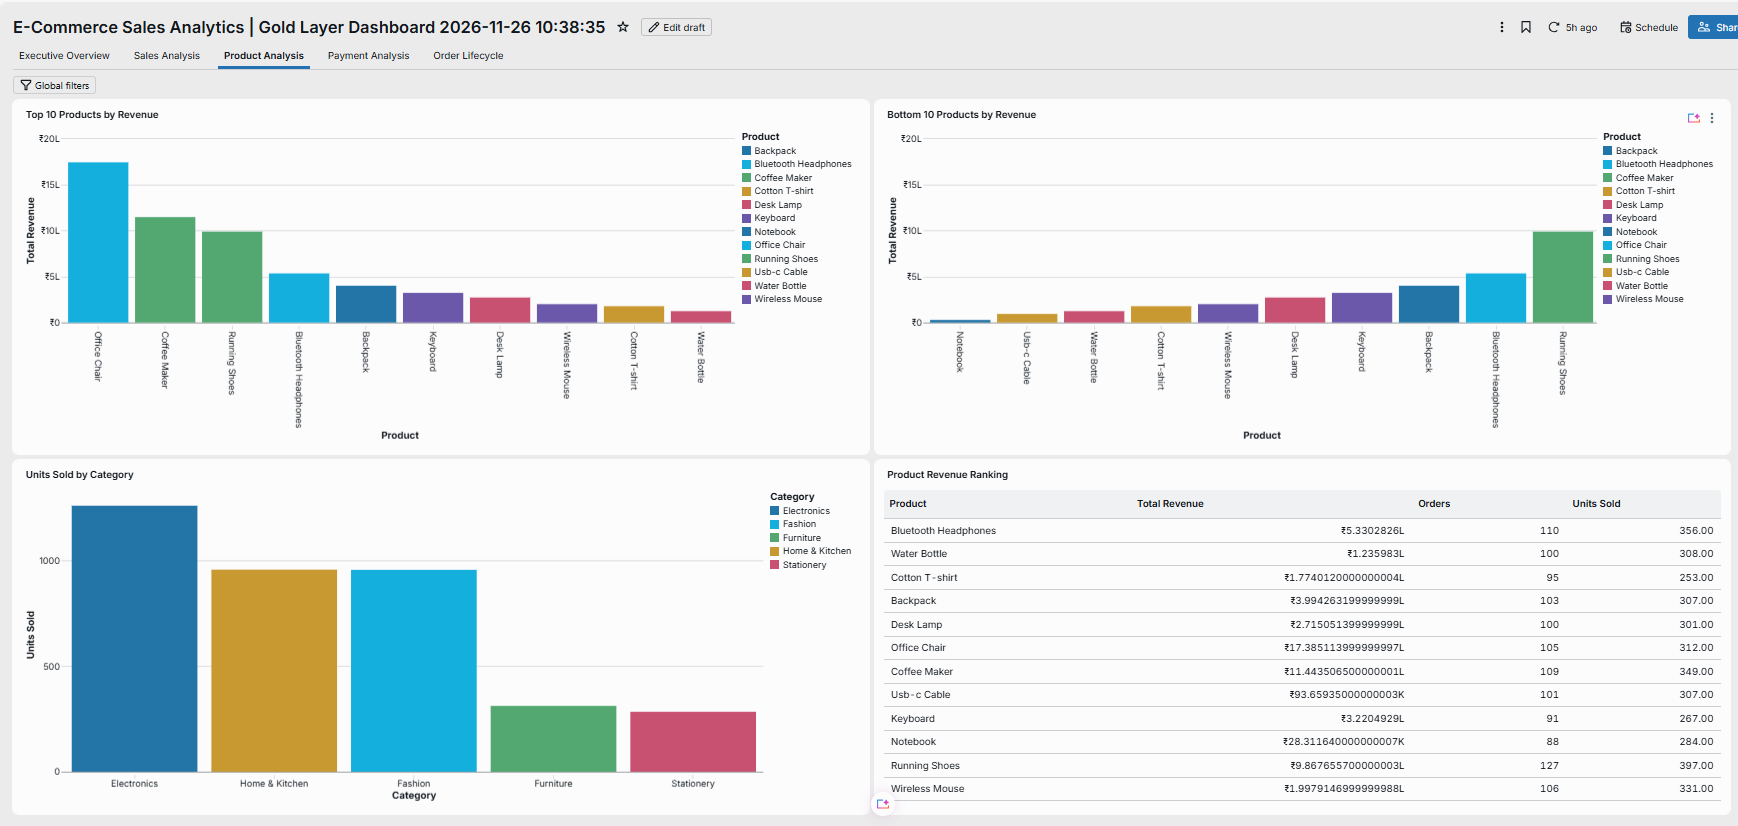 E-Commerce Sales Analytics | Gold Layer Dashboard 2026-11-26 10:38:35
Edit draft
5h ago
Schedule
Shar
Executive Overview
Sales Analysis
Product Analysis
Payment Analysis
Order Lifecycle
Global filters
Top 10 Products by Revenue
Total Revenue
₹20L
₹15L
₹10L
₹5L
₹0
Office Chair
Coffee Maker
Running Shoes
Bluetooth Headphones
Backpack
Keyboard
Desk Lamp
Wireless Mouse
Cotton T-shirt
Water Bottle
Product
Product
Backpack
Bluetooth Headphones
Coffee Maker
Cotton T-shirt
Desk Lamp
Keyboard
Notebook
Office Chair
Running Shoes
Usb-c Cable
Water Bottle
Wireless Mouse
Bottom 10 Products by Revenue
Total Revenue
₹20L
₹15L
₹10L
₹5L
₹0
Notebook
Usb-c Cable
Water Bottle
Cotton T-shirt
Wireless Mouse
Desk Lamp
Keyboard
Backpack
Bluetooth Headphones
Running Shoes
Product
Product
Backpack
Bluetooth Headphones
Coffee Maker
Cotton T-shirt
Desk Lamp
Keyboard
Notebook
Office Chair
Running Shoes
Usb-c Cable
Water Bottle
Wireless Mouse
Units Sold by Category
Units Sold
1000
500
0
Electronics
Home & Kitchen
Fashion
Furniture
Stationery
Category
Category
Electronics
Fashion
Furniture
Home & Kitchen
Stationery
Product Revenue Ranking
Product Total Revenue Orders Units Sold
Bluetooth Headphones ₹5.3302826L 110 356.00
Water Bottle ₹1.235983L 100 308.00
Cotton T-shirt ₹1.7740120000000004L 95 253.00
Backpack ₹3.994263199999999L 103 307.00
Desk Lamp ₹2.715051399999999L 100 301.00
Office Chair ₹17.385113999999997L 105 312.00
Coffee Maker ₹11.443506500000001L 109 349.00
Usb-c Cable ₹93.65935000000003K 101 307.00
Keyboard ₹3.2204929L 91 267.00
Notebook ₹28.311640000000007K 88 284.00
Running Shoes ₹9.867655700000003L 127 397.00
Wireless Mouse ₹1.9979146999999988L 106 331.00